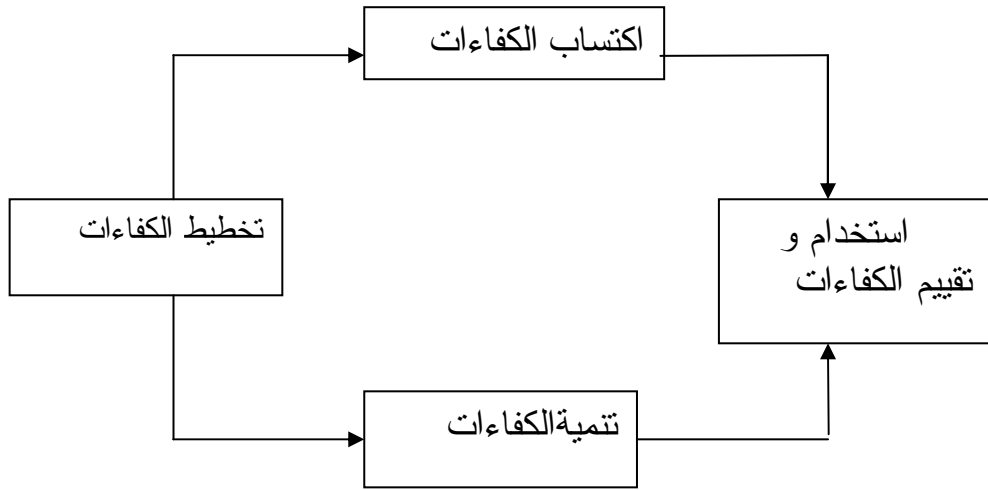 اكتساب الكفاءات
تخطيط الكفاءات
استخدام و
تقييم الكفاءات
تنميةالكفاءات